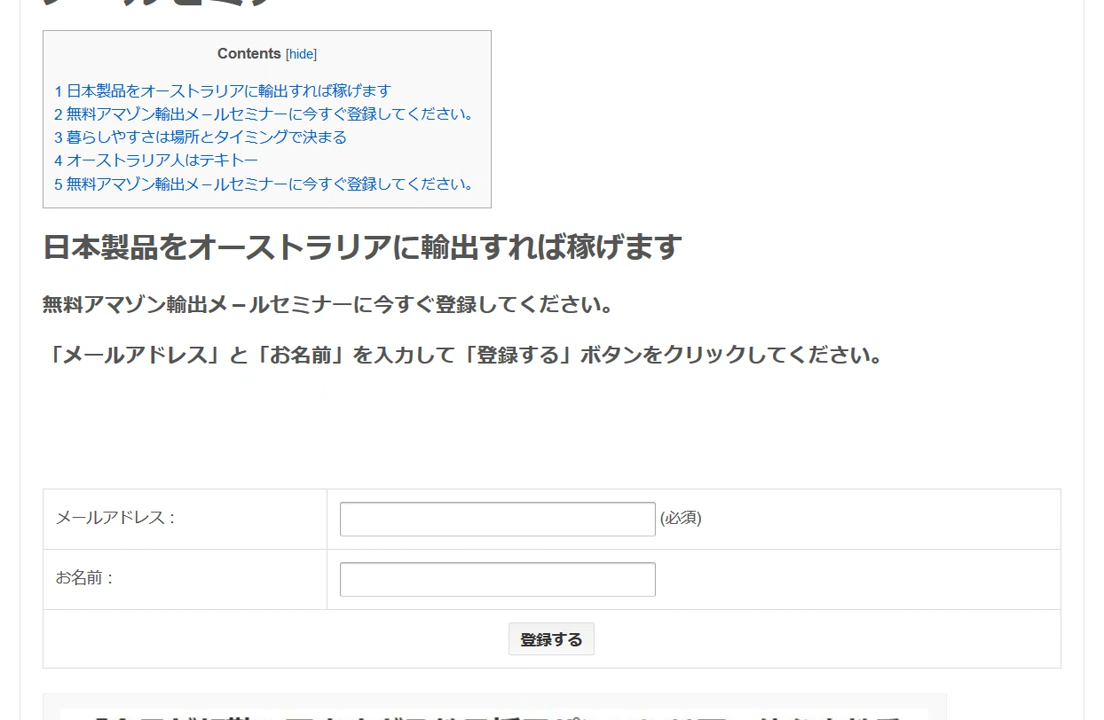 メールセミナー
Contents [hide]
1 日本製品をオーストラリアに輸出すれば稼げます
2 無料アマゾン輸出メ－ルセミナーに今すぐ登録してください。
3 暮らしやすさは場所とタイミングで決まる
4 オーストラリア人はテキトー
5 無料アマゾン輸出メ－ルセミナーに今すぐ登録してください。
日本製品をオーストラリアに輸出すれば稼げます
無料アマゾン輸出メ－ルセミナーに今すぐ登録してください。
「メールアドレス」と「お名前」を入力して「登録する」ボタンをクリックしてください。
メールアドレス :
(必須)
お名前 :
登録する